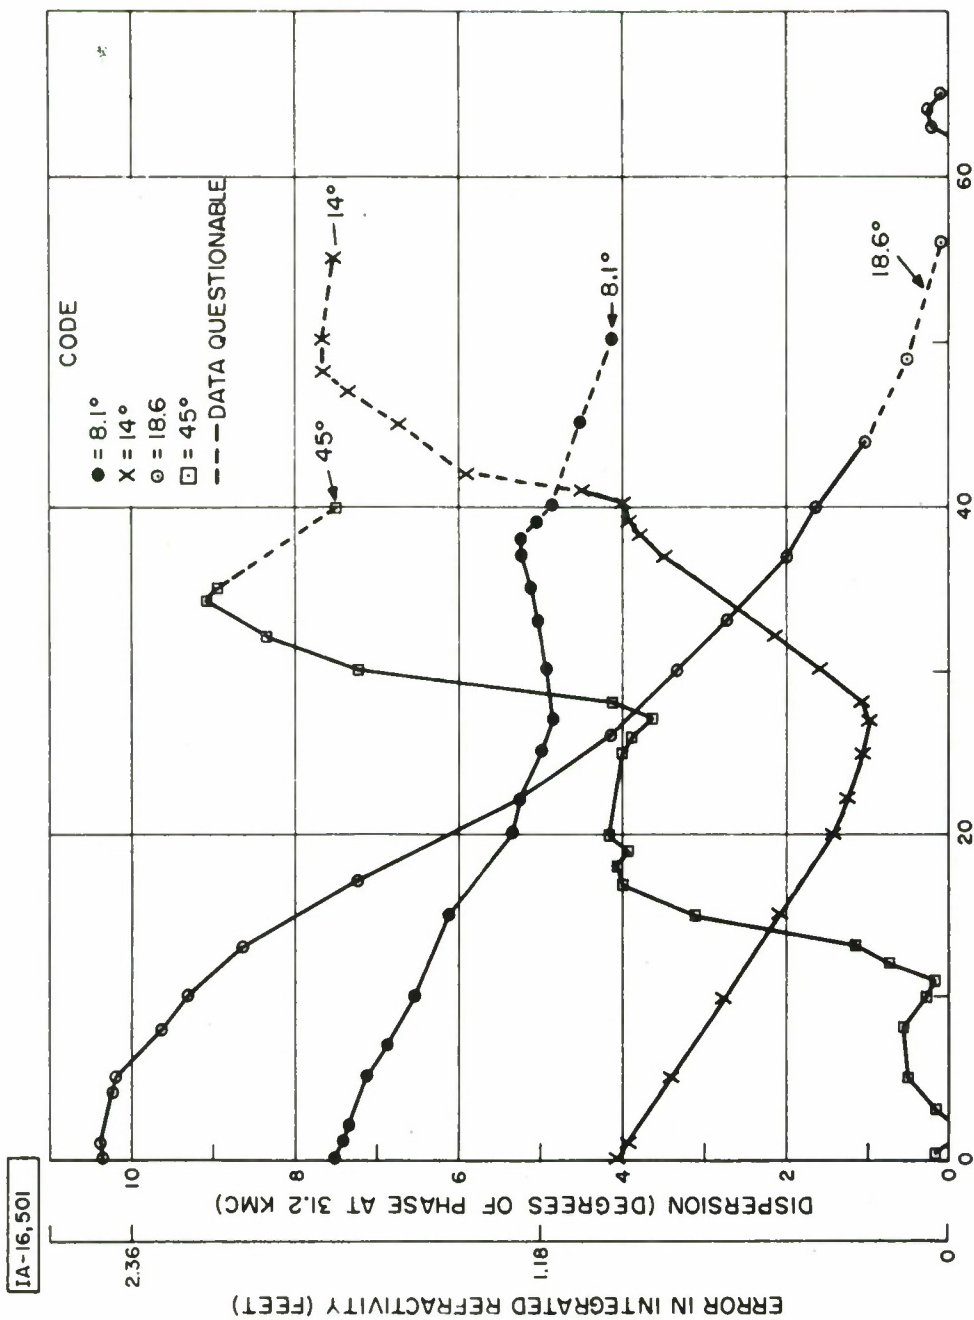 IA-16,501
CODE
● = 8.1°
X = 14°
⊙ = 18.6
⊡ = 45°
--- DATA QUESTIONABLE
14°
45°
8.1°
18.6°
ERROR IN INTEGRATED REFRACTIVITY (FEET)
2.36
1.18
0
DISPERSION (DEGREES OF PHASE AT 31.2 KMC)
10
8
6
4
2
0
0
20
40
60